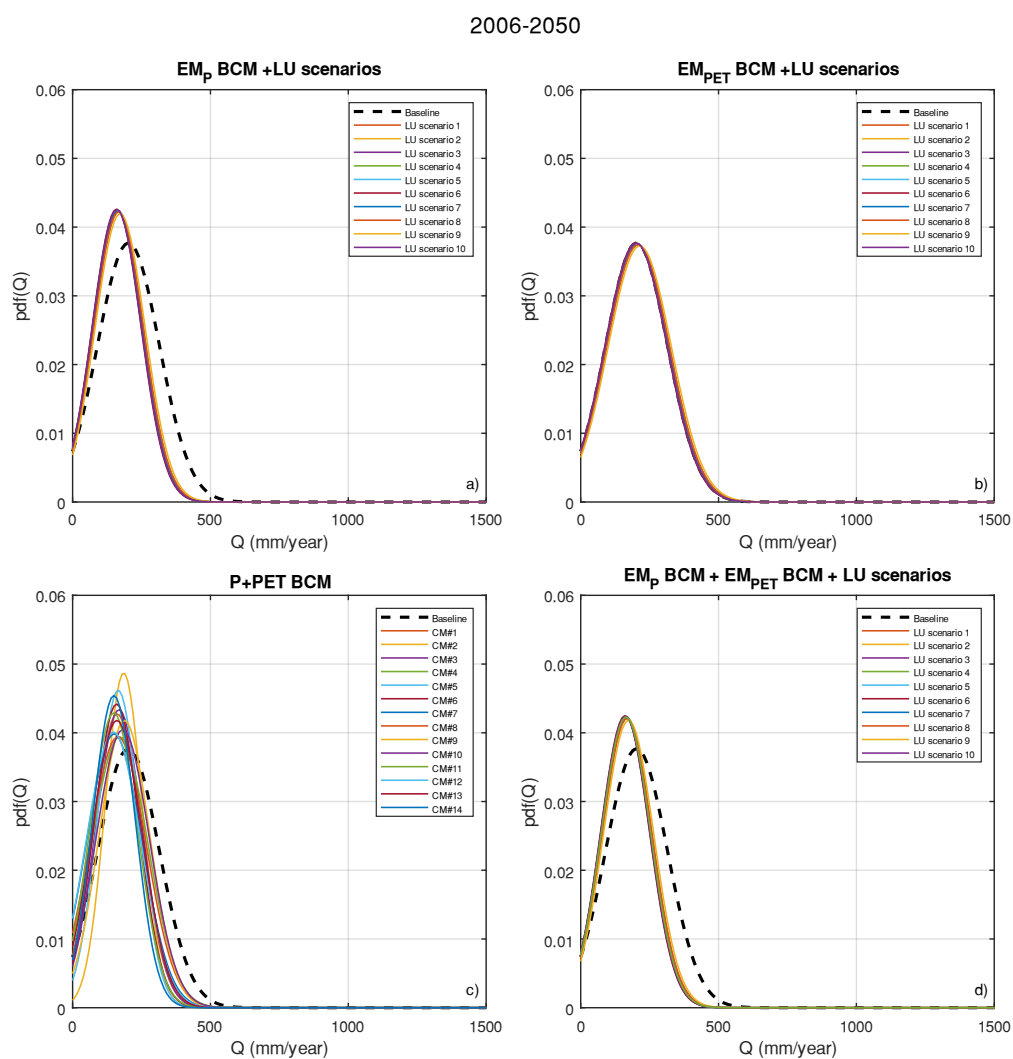 2006-2050
EMP BCM +LU scenarios
0.06
0.05
0.04
0.03
0.02
0.01
0
pdf(Q)
Baseline
LU scenario 1
LU scenario 2
LU scenario 3
LU scenario 4
LU scenario 5
LU scenario 6
LU scenario 7
LU scenario 8
LU scenario 9
LU scenario 10
a)
0 500 1000 1500
Q (mm/year)
EMPET BCM +LU scenarios
0.06
0.05
0.04
0.03
0.02
0.01
0
pdf(Q)
Baseline
LU scenario 1
LU scenario 2
LU scenario 3
LU scenario 4
LU scenario 5
LU scenario 6
LU scenario 7
LU scenario 8
LU scenario 9
LU scenario 10
b)
0 500 1000 1500
Q (mm/year)
P+PET BCM
0.06
0.05
0.04
0.03
0.02
0.01
0
pdf(Q)
Baseline
CM#1
CM#2
CM#3
CM#4
CM#5
CM#6
CM#7
CM#8
CM#9
CM#10
CM#11
CM#12
CM#13
CM#14
c)
0 500 1000 1500
Q (mm/year)
EMP BCM + EMPET BCM + LU scenarios
0.06
0.05
0.04
0.03
0.02
0.01
0
pdf(Q)
Baseline
LU scenario 1
LU scenario 2
LU scenario 3
LU scenario 4
LU scenario 5
LU scenario 6
LU scenario 7
LU scenario 8
LU scenario 9
LU scenario 10
d)
0 500 1000 1500
Q (mm/year)